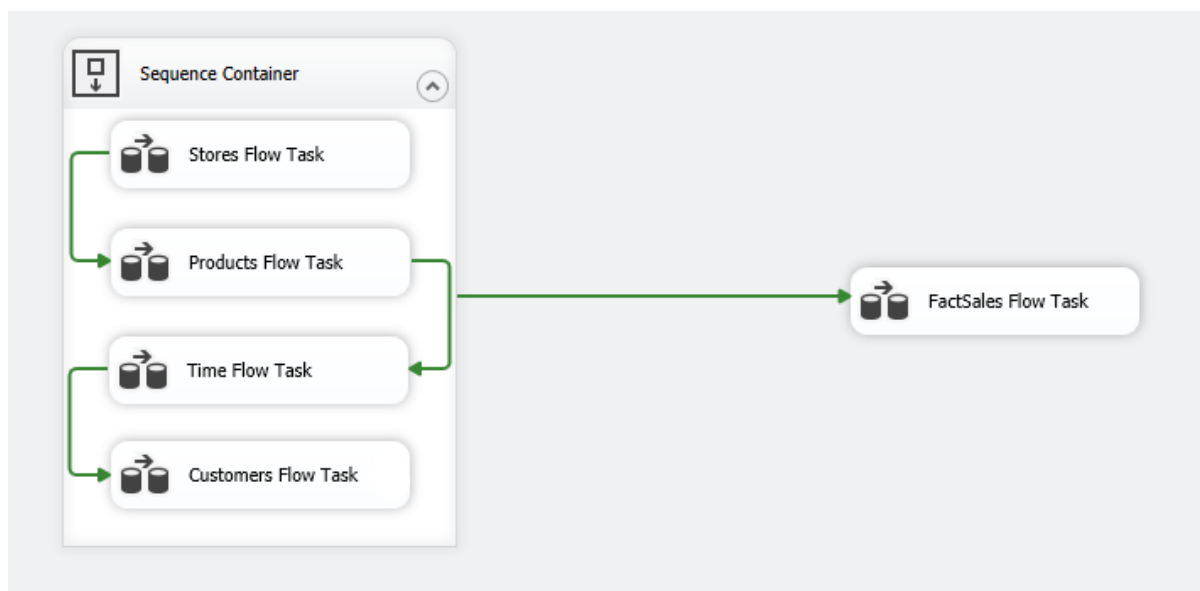 Sequence Container
Stores Flow Task
Products Flow Task
FactSales Flow Task
Time Flow Task
Customers Flow Task